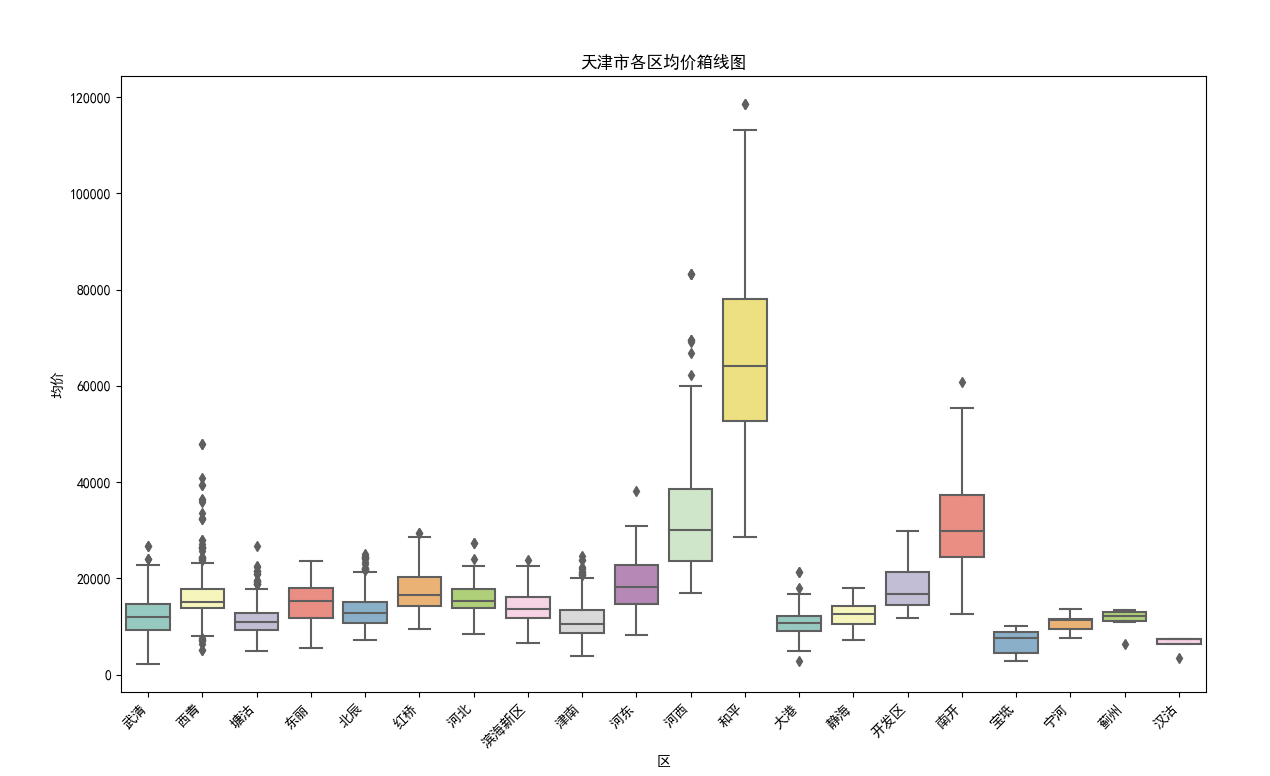 天津市各区均价箱线图
120000
100000
80000
60000
40000
20000
0
均价
武清
西青
塘沽
东丽
北辰
红桥
河北
滨海新区
津南
河东
河西
和平
大港
静海
开发区
南开
宝坻
宁河
蓟州
汉沽
区